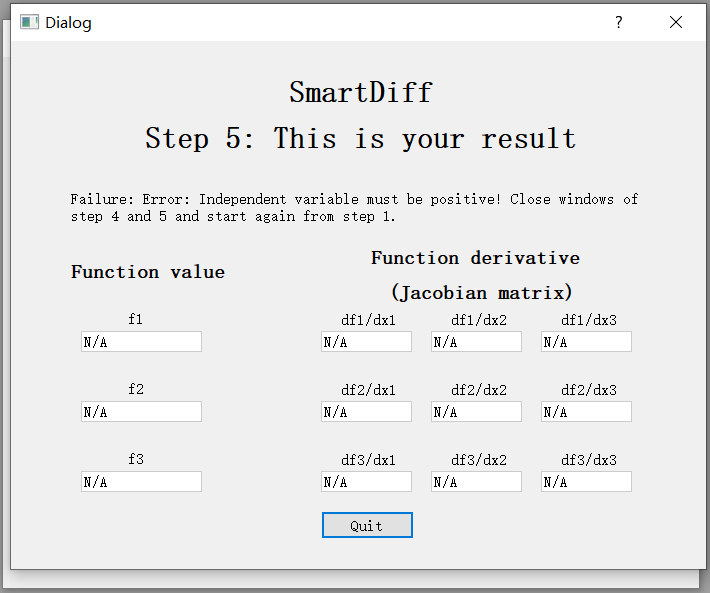 Dialog
?
SmartDiff
Step 5: This is your result
Failure: Error: Independent variable must be positive! Close windows of
step 4 and 5 and start again from step 1.
Function value
Function derivative
(Jacobian matrix)
f1 df1/dx1 df1/dx2 df1/dx3
N/A N/A N/A N/A
f2 df2/dx1 df2/dx2 df2/dx3
N/A N/A N/A N/A
f3 df3/dx1 df3/dx2 df3/dx3
N/A N/A N/A N/A
Quit